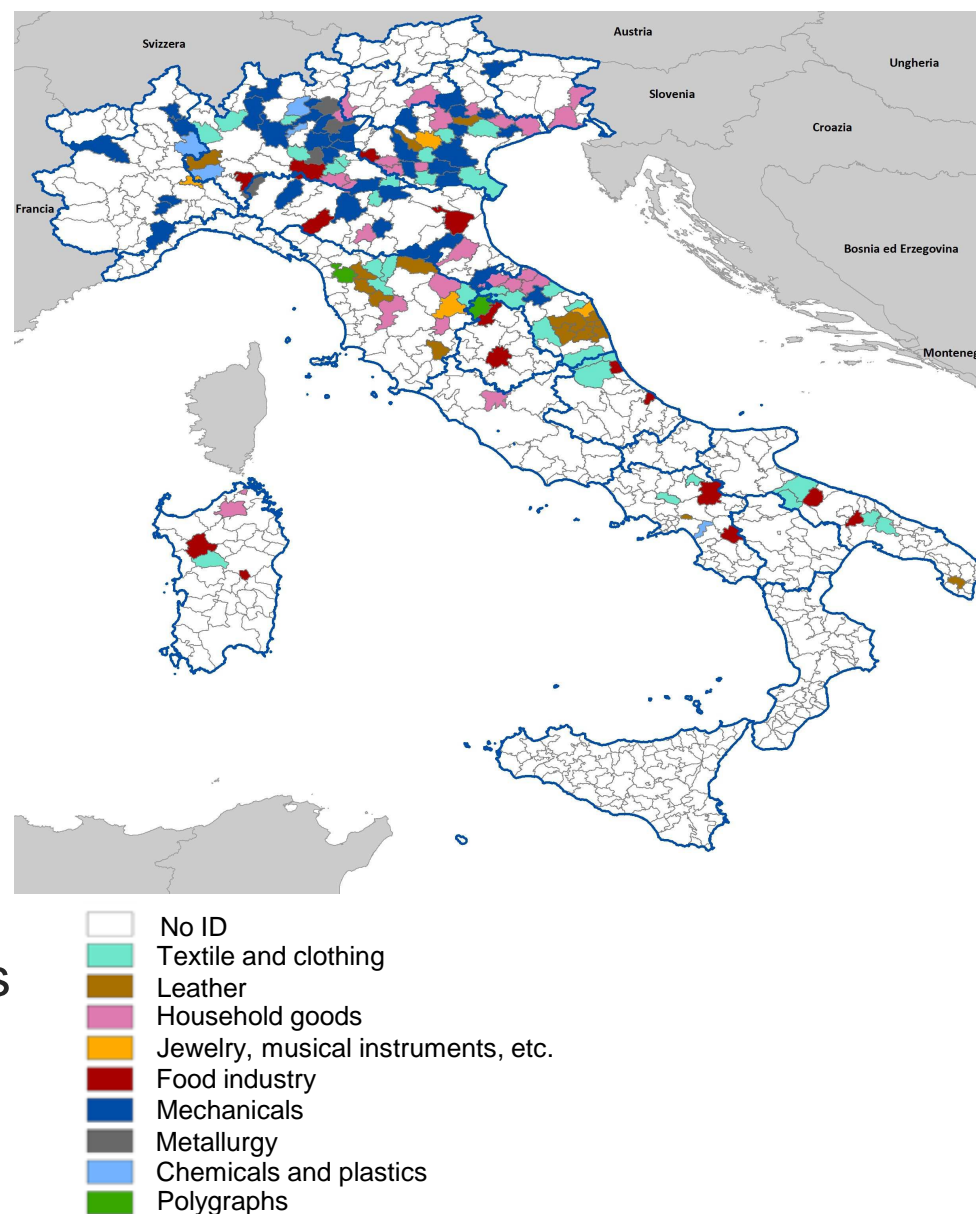 Svizzera
Austria
Ungheria
Slovenia
Croazia
Francia
Bosnia ed Erzegovina
Monteneg
s
No ID
Textile and clothing
Leather
Household goods
Jewelry, musical instruments, etc.
Food industry
Mechanicals
Metallurgy
Chemicals and plastics
Polygraphs